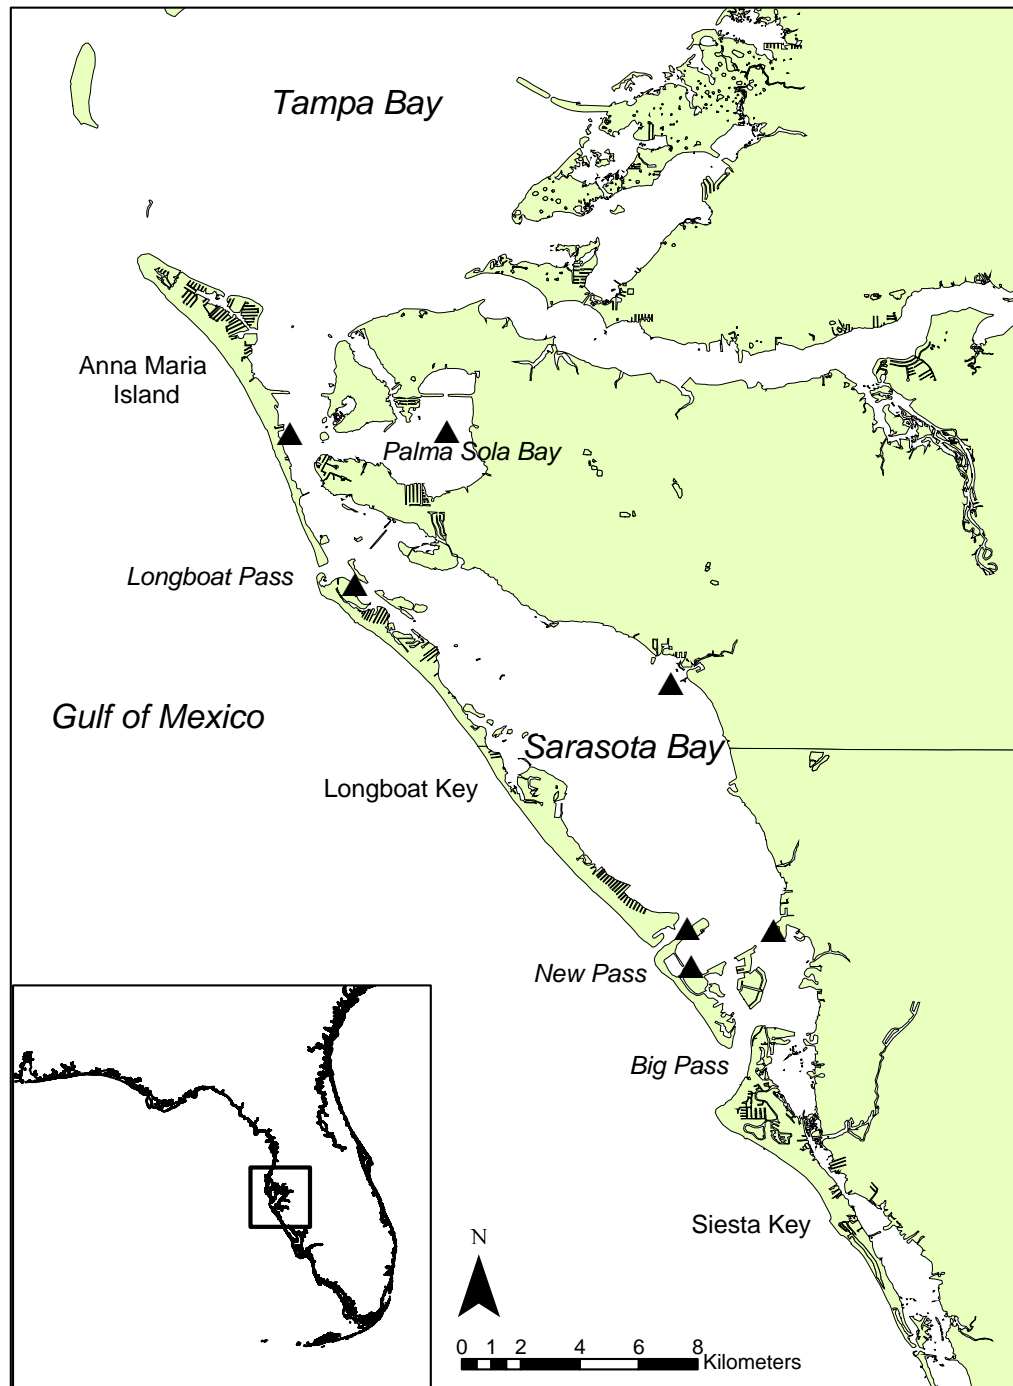 Tampa Bay
Anna Maria
Island
Palma Sola Bay
Longboat Pass
Gulf of Mexico
Sarasota Bay
Longboat Key
New Pass
Big Pass
Siesta Key
N
0 1 2 4 6 8
Kilometers